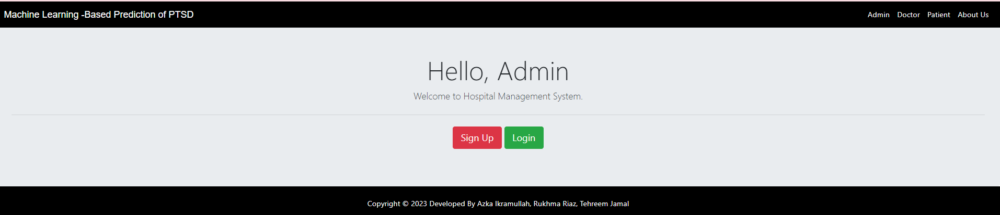 Machine Learning -Based Prediction of PTSD
Admin Doctor Patient About Us
Hello, Admin
Welcome to Hospital Management System.
Sign Up Login
Copyright © 2023 Developed By Azka Ikramullah, Rukhma Riaz, Tehreem Jamal